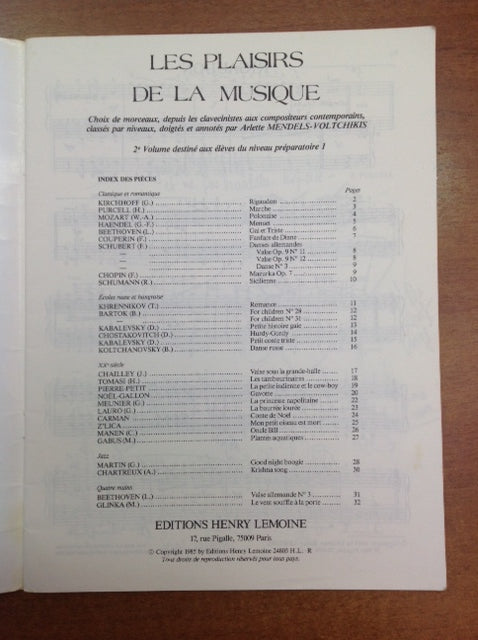 LES PLAISIRS
DE LA MUSIQUE
Choix de morceaux, depuis les clavecinistes aux compositeurs contemporains,
classés par niveaux, doigtés et annotés par Arlette MENDELS-VOLTCHIKIS
2e Volume destiné aux élèves du niveau préparatoire 1
INDEX DES PIÈCES
Pages
Classique et romantique
KIRCHHOFF (G.) Rigaudon 2
PURCELL (H.) Marche 3
MOZART (W.-A.) Polonaise 4
HAENDEL (G.-F.) Menuet 5
BEETHOVEN (L.) Gai et Triste 6
COUPERIN (F.) Fanfare de Diane 7
SCHUBERT (F.) Danses allemandes
— Valse Op. 9 N° 11 8
— Valse Op. 9 N° 12 8
— Danse N° 3 9
CHOPIN (F.) Mazurka Op. 7 9
SCHUMANN (R.) Sicilienne 10
Ecoles russe et hongroise
KHRENNIKOV (T.) Romance 11
BARTOK (B.) For children N° 28 12
— For children N° 31 12
KABALEVSKY (D.) Petite histoire gaie 13
CHOSTAKOVITCH (D.) Hurdy-Gurdy 14
KABALEVSKY (D.) Petit conte triste 15
KOLTCHANOVSKY (B.) Danse russe 16
XXe siècle
CHAILLEY (J.) Valse sous la grande-halle 17
TOMASI (H.) Les tambourinaires 18
PIERRE-PETIT La petite indienne et le cow-boy 19
NOËL-GALLON Gavotte 20
MEUNIER (G.) La princesse napolitaine 22
LAURO (G.) La bourrée lourée 23
CARMAN Conte de Noël 24
Z'LICA Mon petit oiseau est mort 25
MANEN (C.) Oncle Bill 26
GABUS (M.) Plantes aquatiques 27
Jazz
MARTIN (G.) Good night boogie 28
CHARTREUX (A.) Krishna song 30
Quatre mains
BEETHOVEN (L.) Valse allemande N° 3 31
GLINKA (M.) Le vent souffle à la porte 32
EDITIONS HENRY LEMOINE
17, rue Pigalle, 75009 Paris
© Copyright 1985 by Editions Henry Lemoine 24695 H.L. R
Tous droits de reproduction réservés pour tous pays.